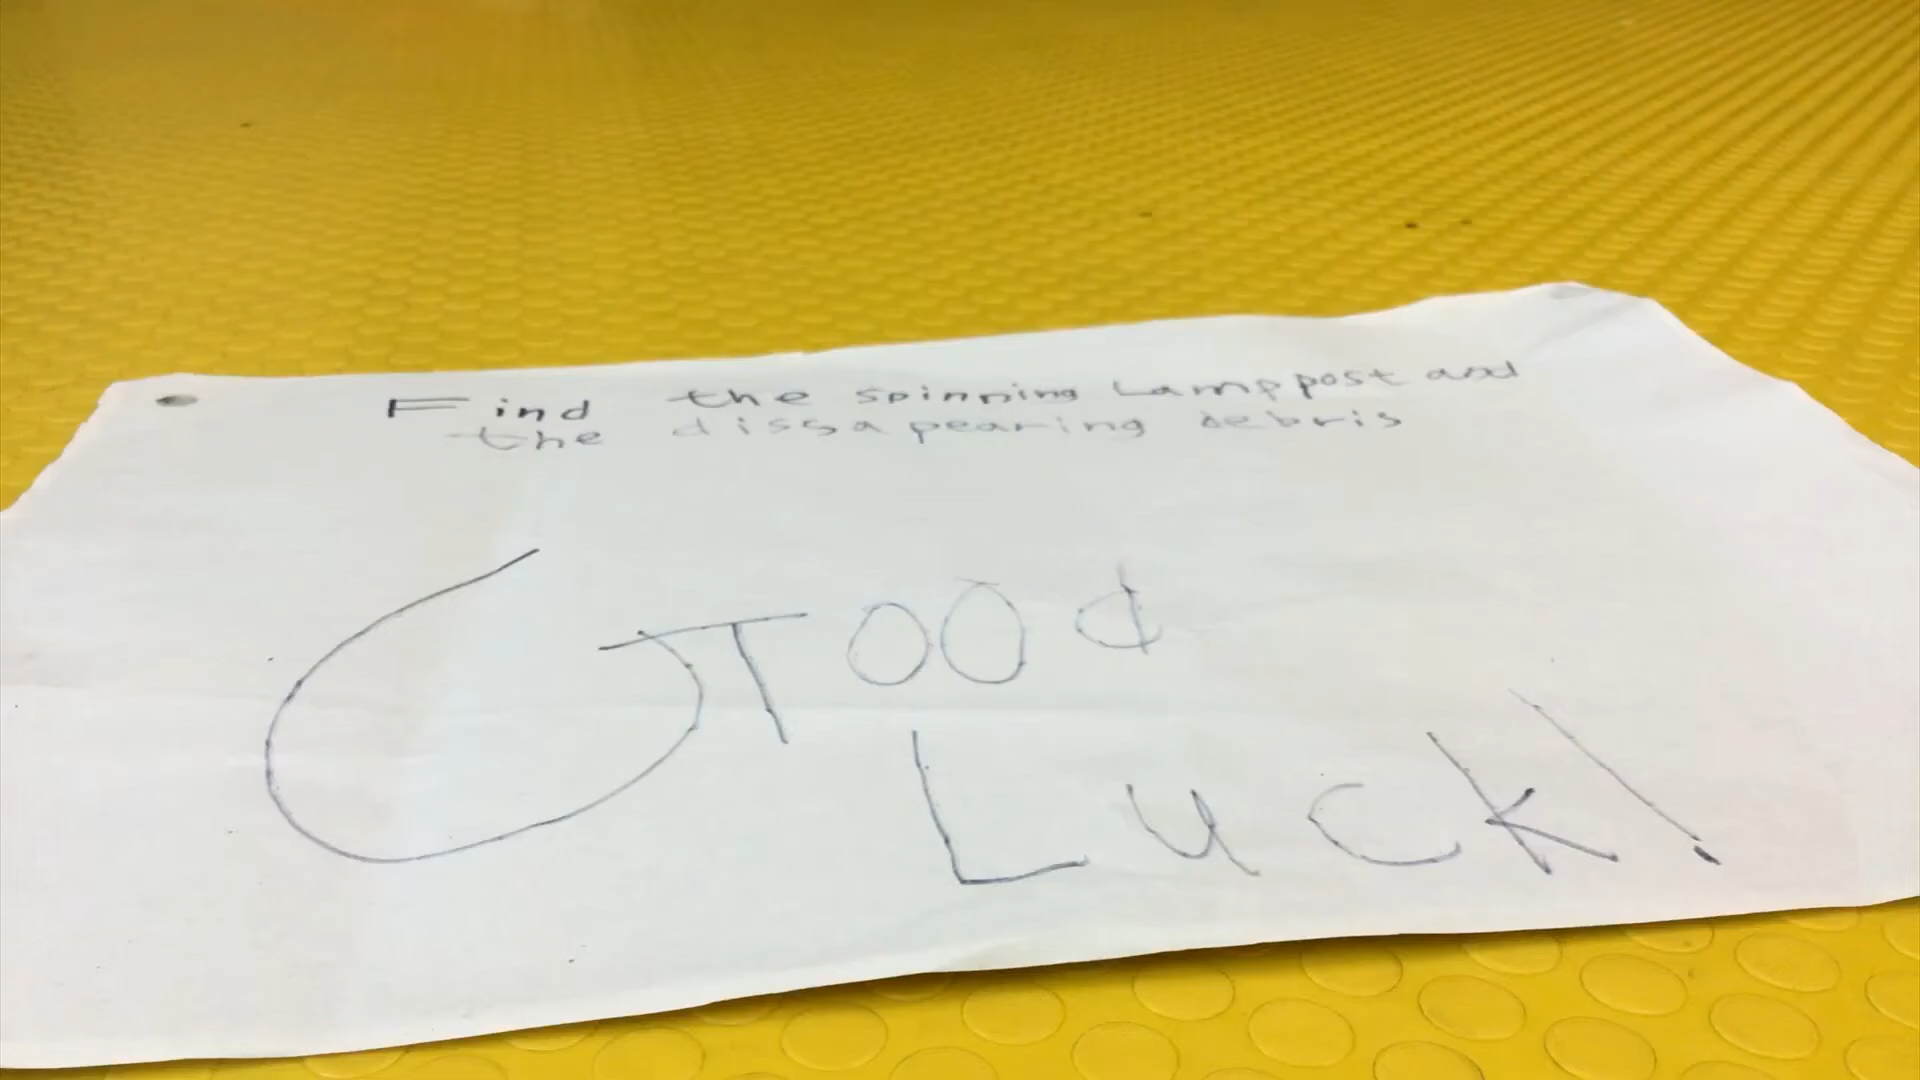 Find the spinning Lamppost and
the dissapearing debris
Good
Luck!